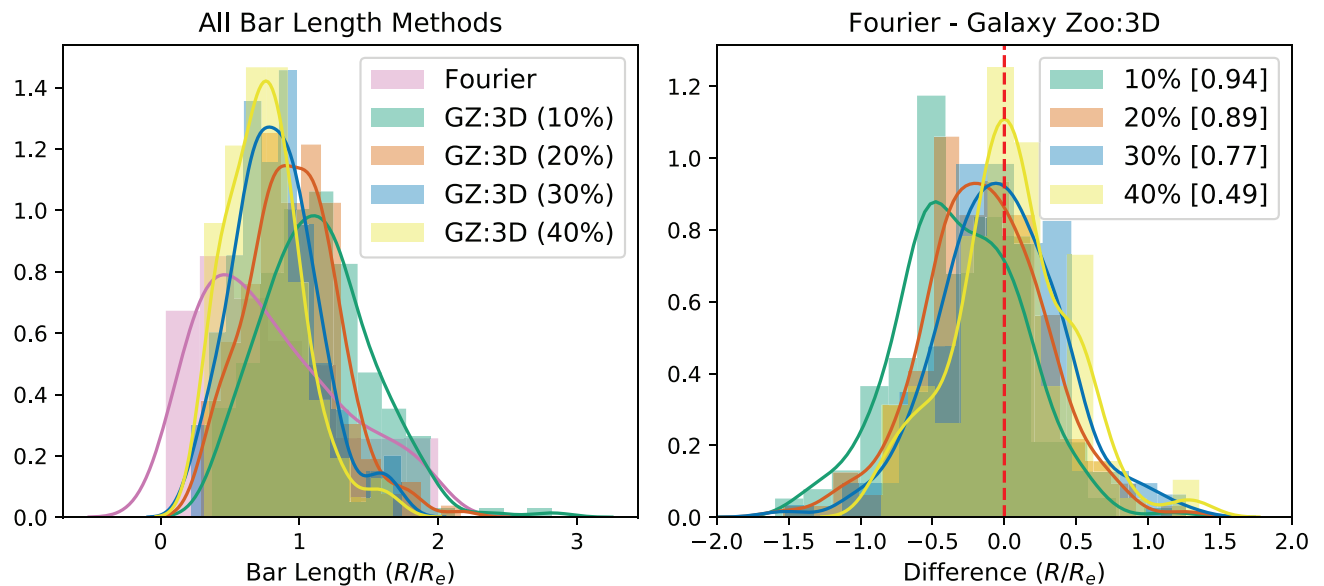 All Bar Length Methods
Fourier
GZ:3D (10%)
GZ:3D (20%)
GZ:3D (30%)
GZ:3D (40%)
1.4
1.2
1.0
0.8
0.6
0.4
0.2
0.0
0 1 2 3
Bar Length (R/Re)
Fourier - Galaxy Zoo:3D
10% [0.94]
20% [0.89]
30% [0.77]
40% [0.49]
1.2
1.0
0.8
0.6
0.4
0.2
0.0
−2.0 −1.5 −1.0 −0.5 0.0 0.5 1.0 1.5 2.0
Difference (R/Re)